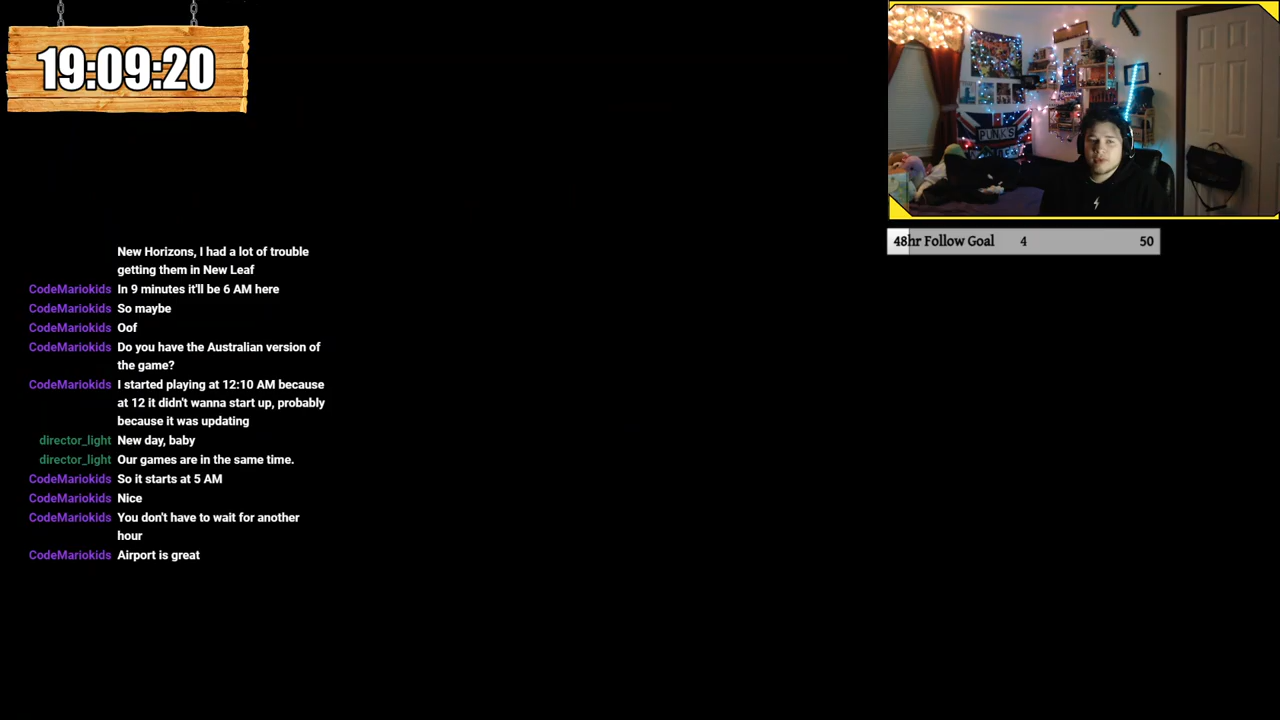 19:09:20
PUNKS
48hr Follow Goal 4 50
New Horizons, I had a lot of trouble
getting them in New Leaf
CodeMariokids In 9 minutes it'll be 6 AM here
CodeMariokids So maybe
CodeMariokids Oof
CodeMariokids Do you have the Australian version of
the game?
CodeMariokids I started playing at 12:10 AM because
at 12 it didn't wanna start up, probably
because it was updating
director_light New day, baby
director_light Our games are in the same time.
CodeMariokids So it starts at 5 AM
CodeMariokids Nice
CodeMariokids You don't have to wait for another
hour
CodeMariokids Airport is great